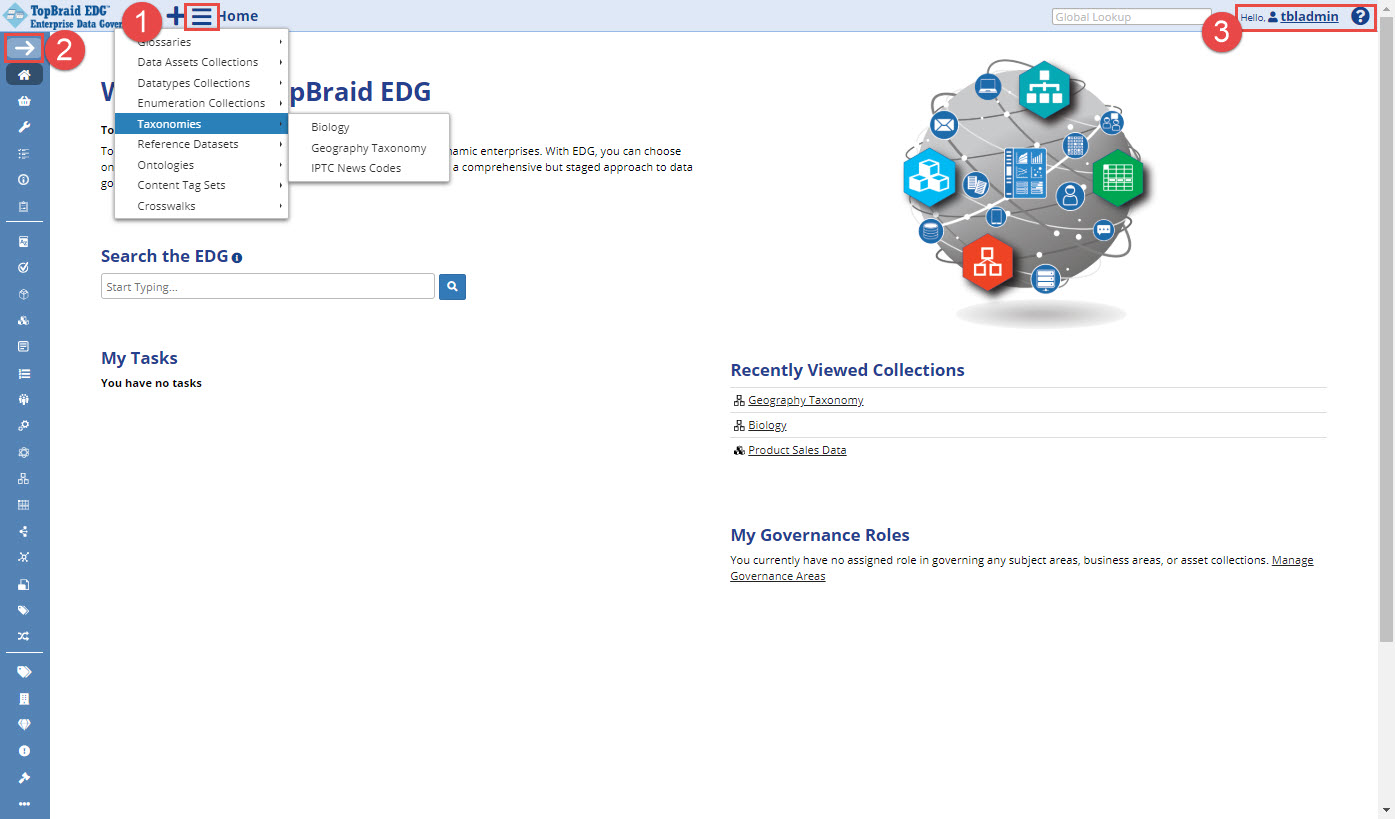 TopBraid EDG™
Enterprise Data Gover
1
Home
Global Lookup
3
Hello, tbladmin
?
2
Glossaries
Data Assets Collections
Datatypes Collections
Enumeration Collections
Taxonomies
Reference Datasets
Ontologies
Content Tag Sets
Crosswalks
Biology
Geography Taxonomy
IPTC News Codes
W pBraid EDG
To
To namic enterprises. With EDG, you can choose
on a comprehensive but staged approach to data
go
Search the EDG
Start Typing...
My Tasks
You have no tasks
Recently Viewed Collections
Geography Taxonomy
Biology
Product Sales Data
My Governance Roles
You currently have no assigned role in governing any subject areas, business areas, or asset collections. Manage
Governance Areas